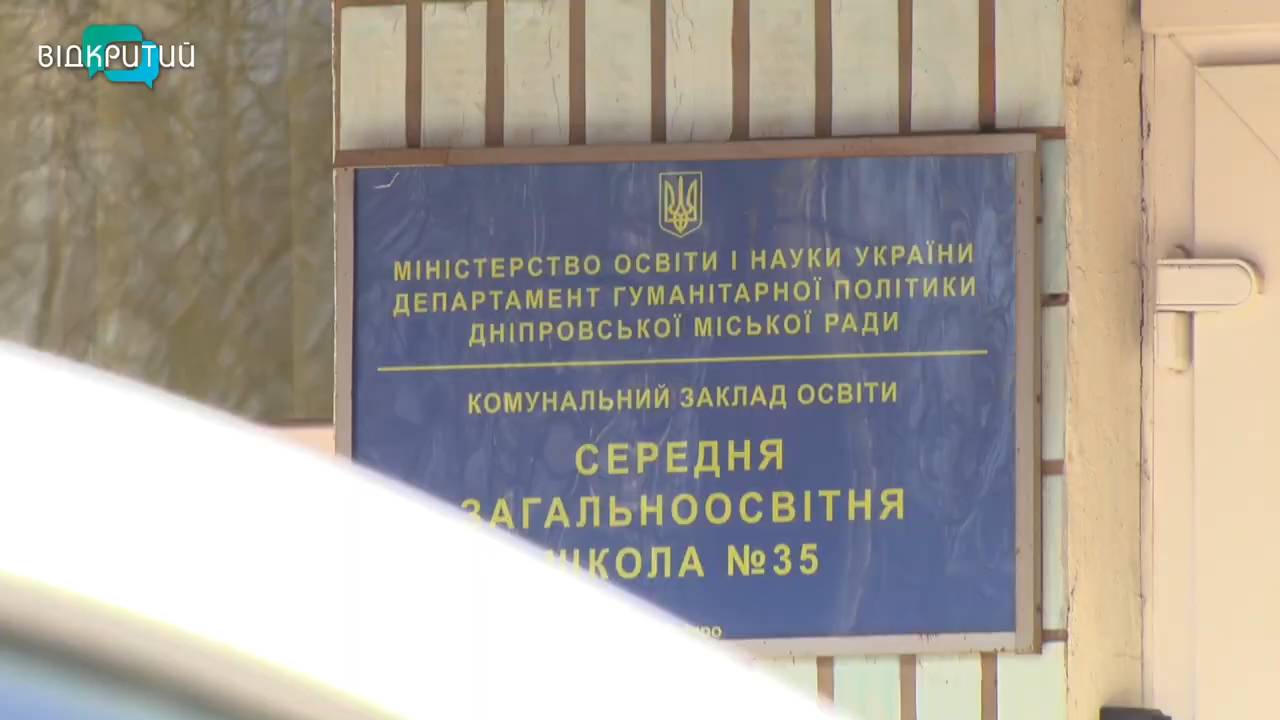 ВІДКРИТИЙ
МІНІСТЕРСТВО ОСВІТИ І НАУКИ УКРАЇНИ
ДЕПАРТАМЕНТ ГУМАНІТАРНОЇ ПОЛІТИКИ
ДНІПРОВСЬКОЇ МІСЬКОЇ РАДИ
КОМУНАЛЬНИЙ ЗАКЛАД ОСВІТИ
СЕРЕДНЯ
ЗАГАЛЬНООСВІТНЯ
ШКОЛА №35